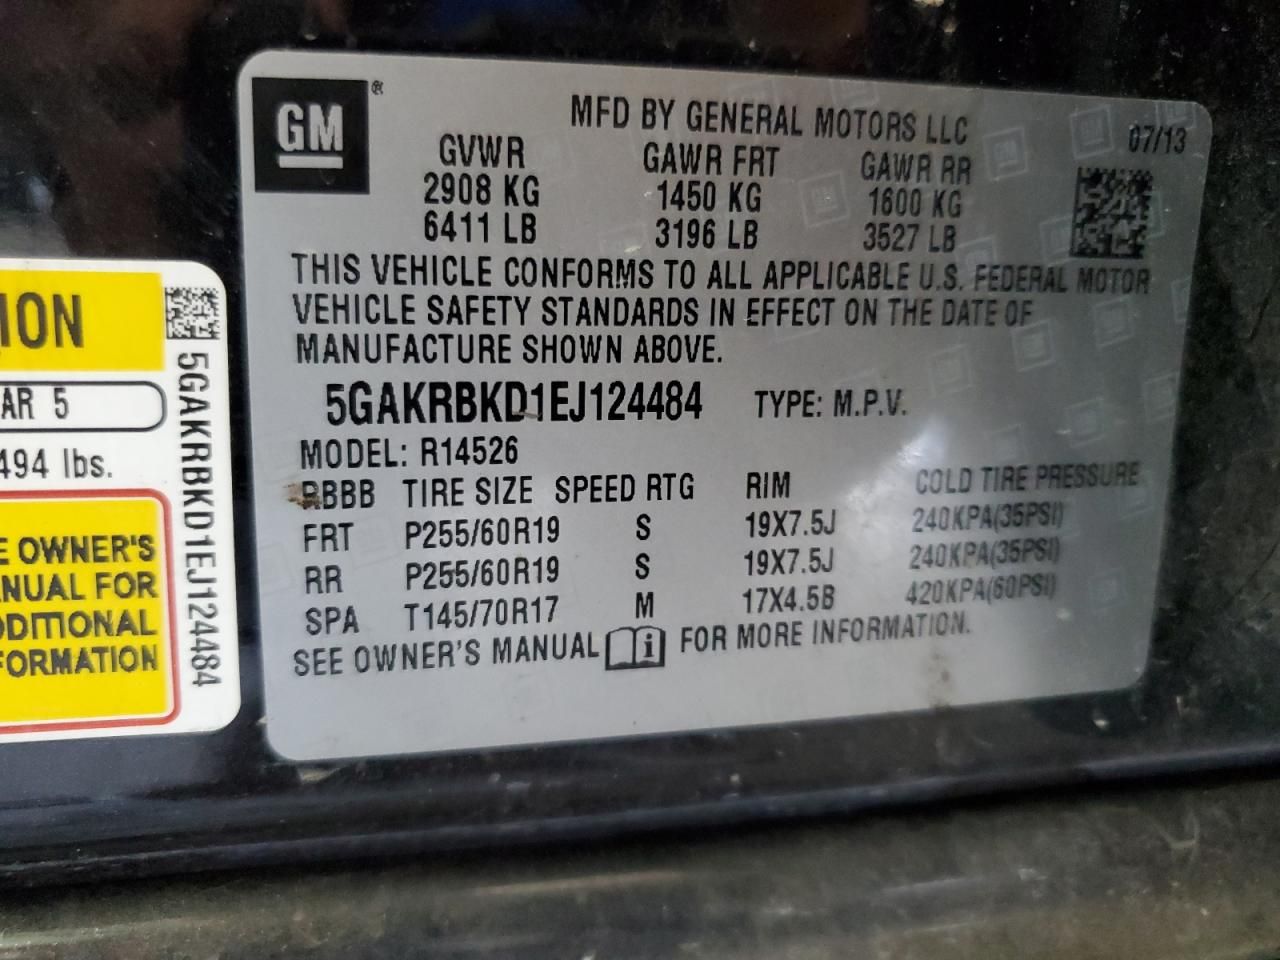 GM®
MFD BY GENERAL MOTORS LLC 07/13
GVWR GAWR FRT GAWR RR
2908 KG 1450 KG 1600 KG
6411 LB 3196 LB 3527 LB
THIS VEHICLE CONFORMS TO ALL APPLICABLE U.S. FEDERAL MOTOR
VEHICLE SAFETY STANDARDS IN EFFECT ON THE DATE OF
MANUFACTURE SHOWN ABOVE.
5GAKRBKD1EJ124484 TYPE: M.P.V.
MODEL: R14526
RBBB TIRE SIZE SPEED RTG RIM COLD TIRE PRESSURE
FRT P255/60R19 S 19X7.5J 240KPA(35PSI)
RR P255/60R19 S 19X7.5J 240KPA(35PSI)
SPA T145/70R17 M 17X4.5B 420KPA(60PSI)
SEE OWNER'S MANUAL i FOR MORE INFORMATION.
ION
AR 5
494 lbs.
E OWNER'S
NUAL FOR
DDITIONAL
FORMATION
5GAKRBKD1EJ124484